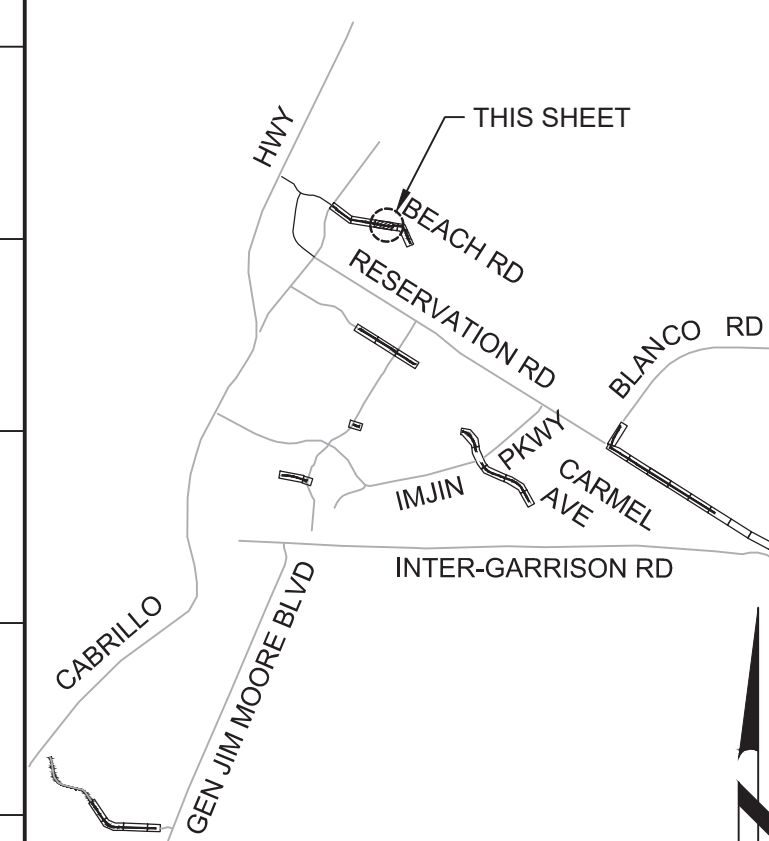 HWY
THIS SHEET
BEACH RD
RESERVATION RD
BLANCO RD
IMJIN PKWY
CARMEL
AVE
INTER-GARRISON RD
CABRILLO
GEN JIM MOORE BLVD